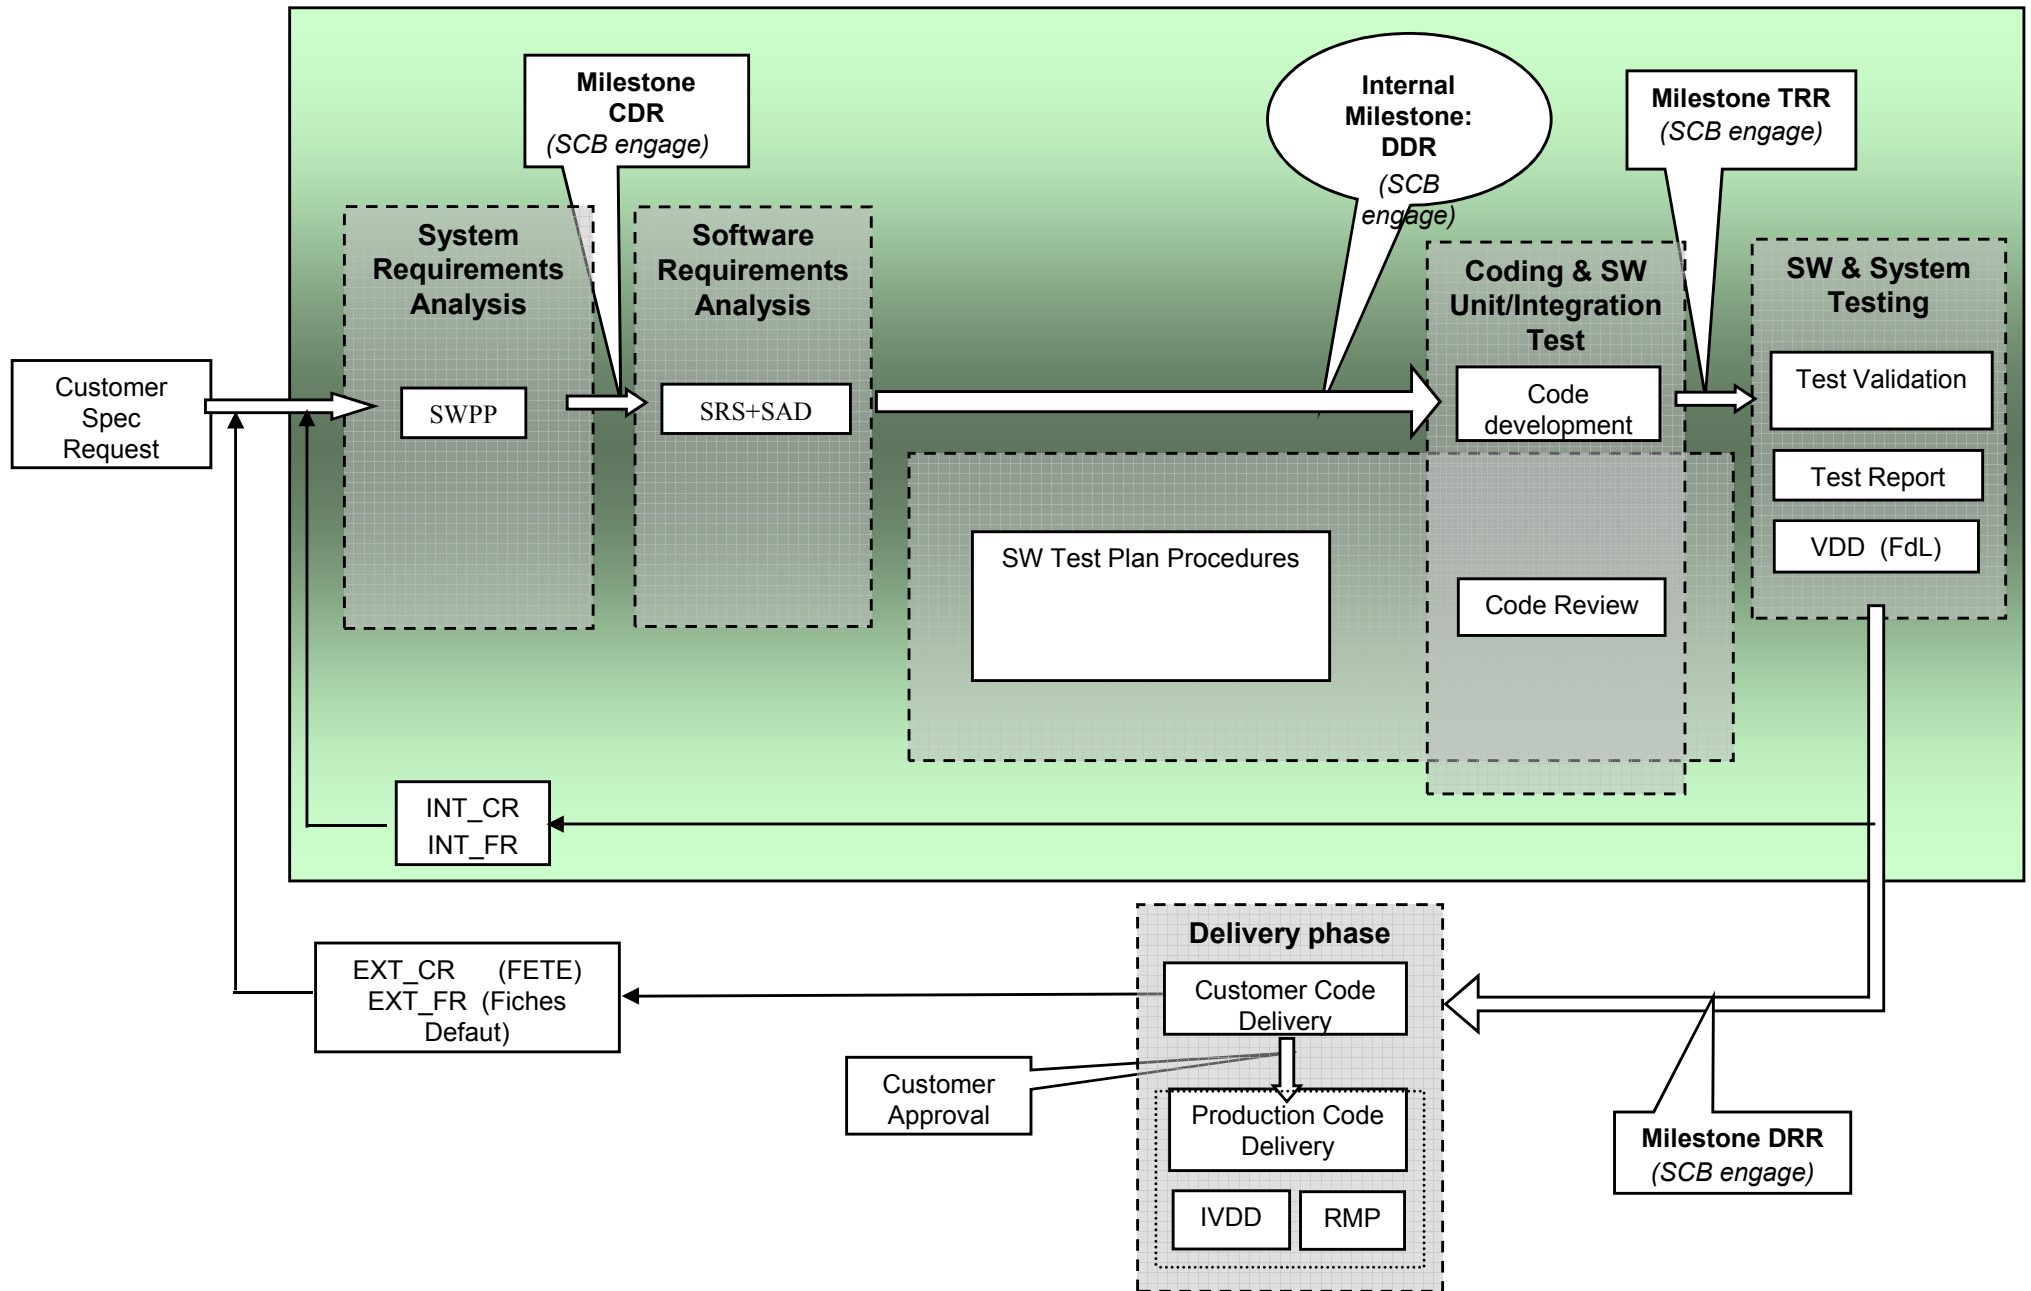 Milestone
CDR
(SCB engage)
Internal
Milestone:
DDR
(SCB
engage)
Milestone TRR
(SCB engage)
System
Requirements
Analysis
Software
Requirements
Analysis
Coding & SW
Unit/Integration
Test
SW & System
Testing
Customer
Spec
Request
SWPP
SRS+SAD
Code
development
Test Validation
Test Report
VDD (FdL)
SW Test Plan Procedures
Code Review
INT_CR
INT_FR
Delivery phase
EXT_CR (FETE)
EXT_FR (Fiches
Defaut)
Customer Code
Delivery
Customer
Approval
Production Code
Delivery
Milestone DRR
(SCB engage)
IVDD
RMP